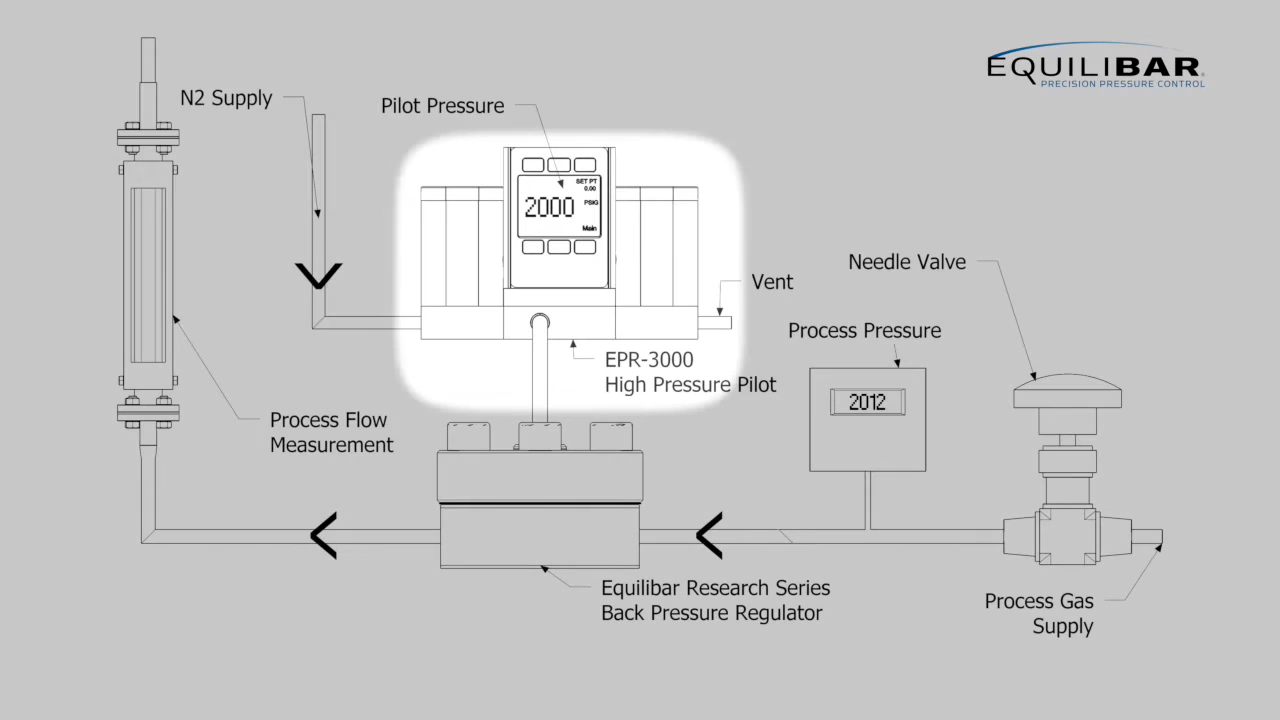 EQUILIBAR
PRECISION PRESSURE CONTROL
N2 Supply
Pilot Pressure
SET PT
0.00
2000
PSIG
Main
Vent
Needle Valve
Process Pressure
2012
EPR-3000
High Pressure Pilot
Process Flow
Measurement
Equilibar Research Series
Back Pressure Regulator
Process Gas
Supply